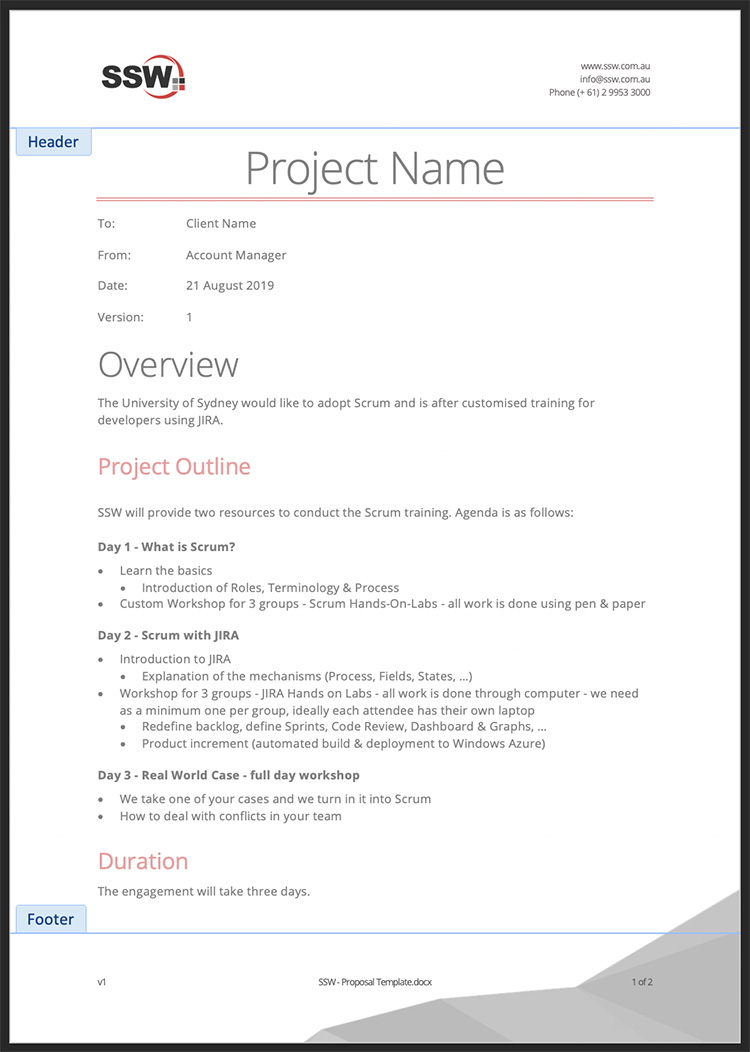 SSW
www.ssw.com.au
info@ssw.com.au
Phone (+ 61) 2 9953 3000
Header
Project Name
To: Client Name
From: Account Manager
Date: 21 August 2019
Version: 1
Overview
The University of Sydney would like to adopt Scrum and is after customised training for
developers using JIRA.
Project Outline
SSW will provide two resources to conduct the Scrum training. Agenda is as follows:
Day 1 - What is Scrum?
• Learn the basics
• Introduction of Roles, Terminology & Process
• Custom Workshop for 3 groups - Scrum Hands-On-Labs - all work is done using pen & paper
Day 2 - Scrum with JIRA
• Introduction to JIRA
• Explanation of the mechanisms (Process, Fields, States, ...)
• Workshop for 3 groups - JIRA Hands on Labs - all work is done through computer - we need
as a minimum one per group, ideally each attendee has their own laptop
• Redefine backlog, define Sprints, Code Review, Dashboard & Graphs, ...
• Product increment (automated build & deployment to Windows Azure)
Day 3 - Real World Case - full day workshop
• We take one of your cases and we turn in it into Scrum
• How to deal with conflicts in your team
Duration
The engagement will take three days.
Footer
v1 SSW - Proposal Template.docx 1 of 2